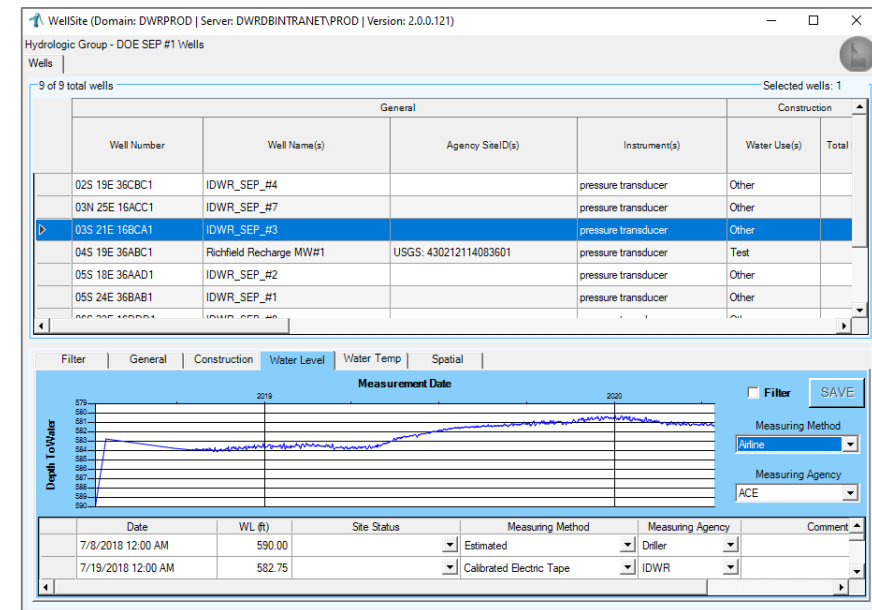 WellSite (Domain: DWRPROD | Server: DWRDBINTRANET\PROD | Version: 2.0.0.121)
Hydrologic Group - DOE SEP #1 Wells
Wells
9 of 9 total wells Selected wells: 1
General Construction
Well Number Well Name(s) Agency SiteID(s) Instrument(s) Water Use(s) Total
02S 19E 36CBC1 IDWR_SEP_#4 pressure transducer Other
03N 25E 16ACC1 IDWR_SEP_#7 pressure transducer Other
03S 21E 16BCA1 IDWR_SEP_#3 pressure transducer Other
04S 19E 36ABC1 Richfield Recharge MW#1 USGS: 430212114083601 pressure transducer Test
05S 18E 36AAD1 IDWR_SEP_#2 pressure transducer Other
05S 24E 36BAB1 IDWR_SEP_#1 pressure transducer Other
Filter General Construction Water Level Water Temp Spatial
Measurement Date
2019 2020
Filter SAVE
Depth ToWater
579
580
581
582
583
584
585
586
587
588
589
590
Measuring Method
Airline
Measuring Agency
ACE
Date WL (ft) Site Status Measuring Method Measuring Agency Comment
7/8/2018 12:00 AM 590.00 Estimated Driller
7/19/2018 12:00 AM 582.75 Calibrated Electric Tape IDWR